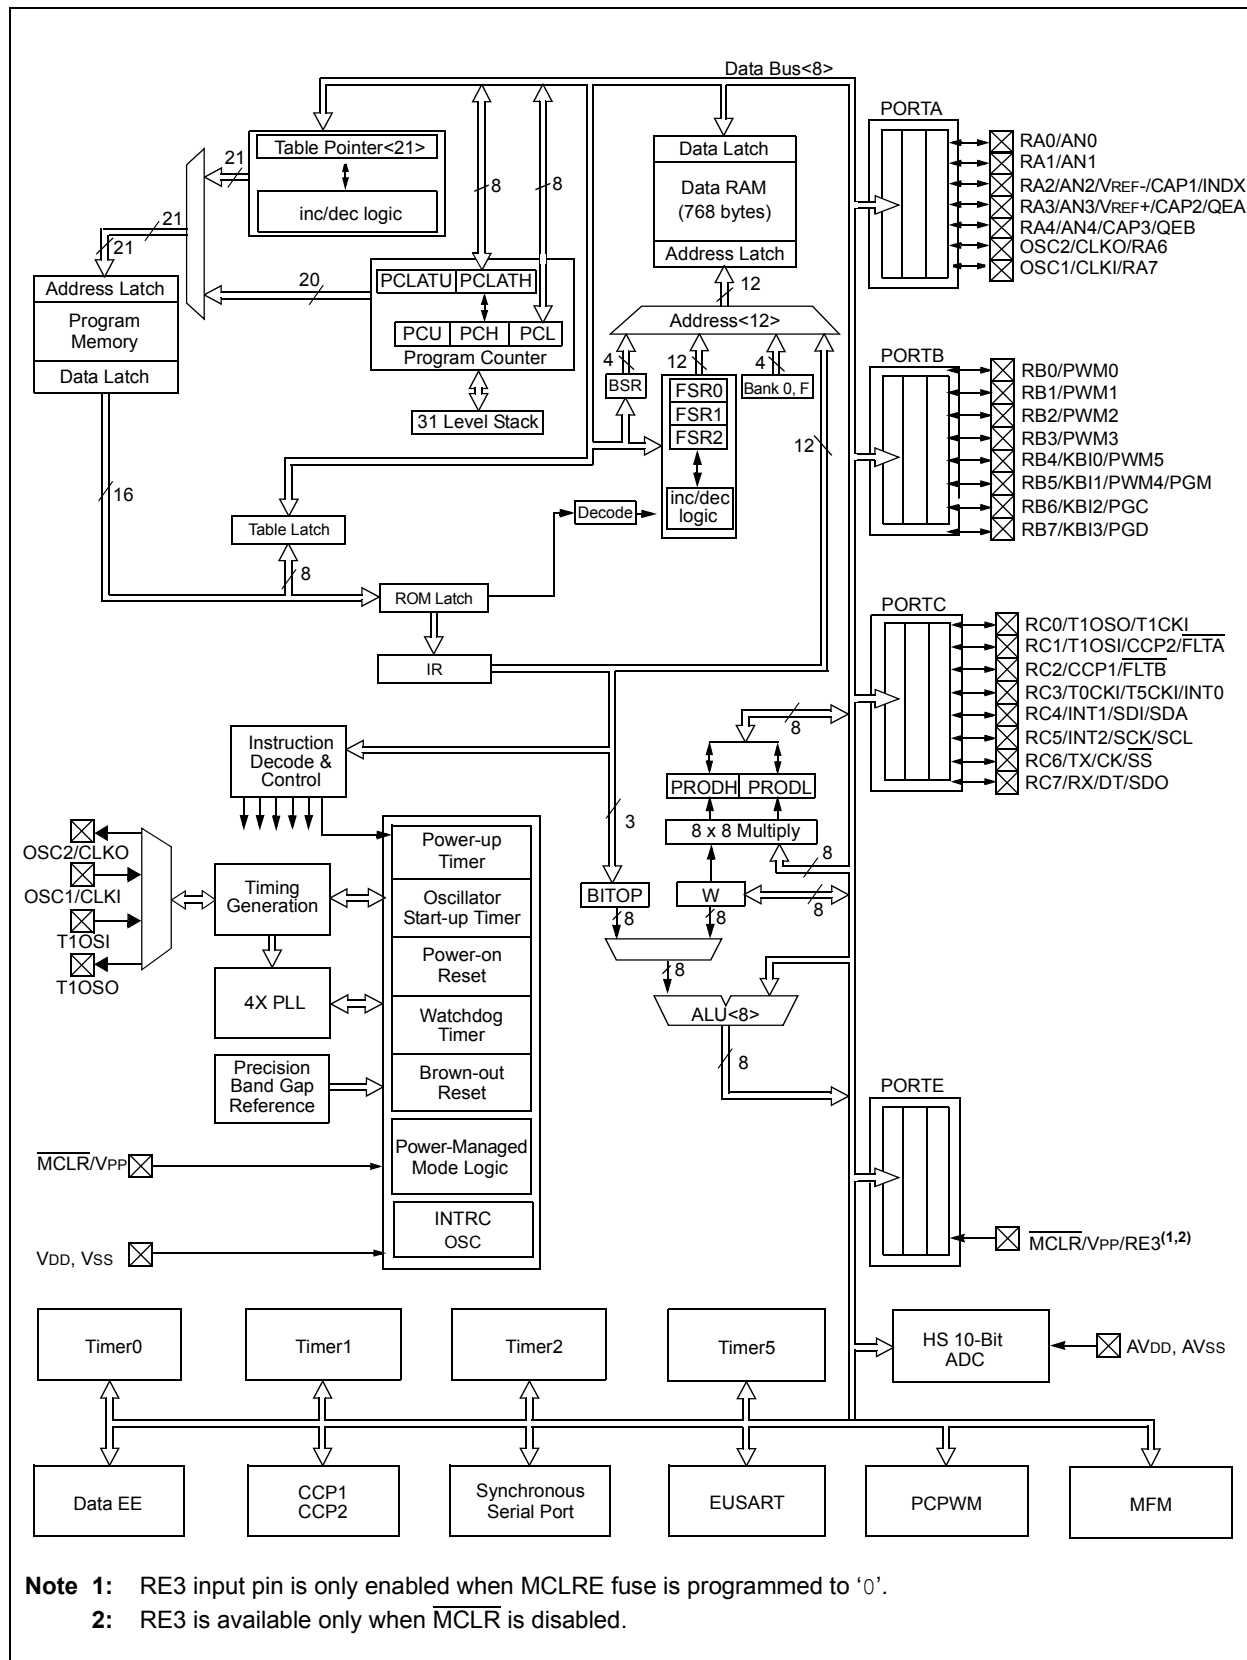 Data Bus<8>
PORTA
Table Pointer<21>
21
inc/dec logic
21
21
8
8
Data Latch
Data RAM
(768 bytes)
Address Latch
RA0/AN0
RA1/AN1
RA2/AN2/VREF-/CAP1/INDX
RA3/AN3/VREF+/CAP2/QEA
RA4/AN4/CAP3/QEB
OSC2/CLKO/RA6
OSC1/CLKI/RA7
Address Latch
Program
Memory
Data Latch
20
PCLATU PCLATH
PCU PCH PCL
Program Counter
31 Level Stack
12
Address<12>
4
12
4
BSR
FSR0
FSR1
FSR2
inc/dec
logic
Bank 0, F
12
PORTB
RB0/PWM0
RB1/PWM1
RB2/PWM2
RB3/PWM3
RB4/KBI0/PWM5
RB5/KBI1/PWM4/PGM
RB6/KBI2/PGC
RB7/KBI3/PGD
16
Table Latch
8
Decode
ROM Latch
IR
PORTC
RC0/T1OSO/T1CKI
RC1/T1OSI/CCP2/FLTA
RC2/CCP1/FLTB
RC3/T0CKI/T5CKI/INT0
RC4/INT1/SDI/SDA
RC5/INT2/SCK/SCL
RC6/TX/CK/SS
RC7/RX/DT/SDO
Instruction
Decode &
Control
8
PRODH PRODL
8 x 8 Multiply
3
8
BITOP
W
8
8
8
8
ALU<8>
8
OSC2/CLKO
OSC1/CLKI
T1OSI
T1OSO
Timing
Generation
4X PLL
Precision
Band Gap
Reference
Power-up
Timer
Oscillator
Start-up Timer
Power-on
Reset
Watchdog
Timer
Brown-out
Reset
Power-Managed
Mode Logic
INTRC
OSC
MCLR/VPP
VDD, VSS
PORTE
MCLR/VPP/RE3(1,2)
Timer0
Timer1
Timer2
Timer5
HS 10-Bit
ADC
AVDD, AVSS
Data EE
CCP1
CCP2
Synchronous
Serial Port
EUSART
PCPWM
MFM
Note 1: RE3 input pin is only enabled when MCLRE fuse is programmed to ‘0’.
2: RE3 is available only when MCLR is disabled.